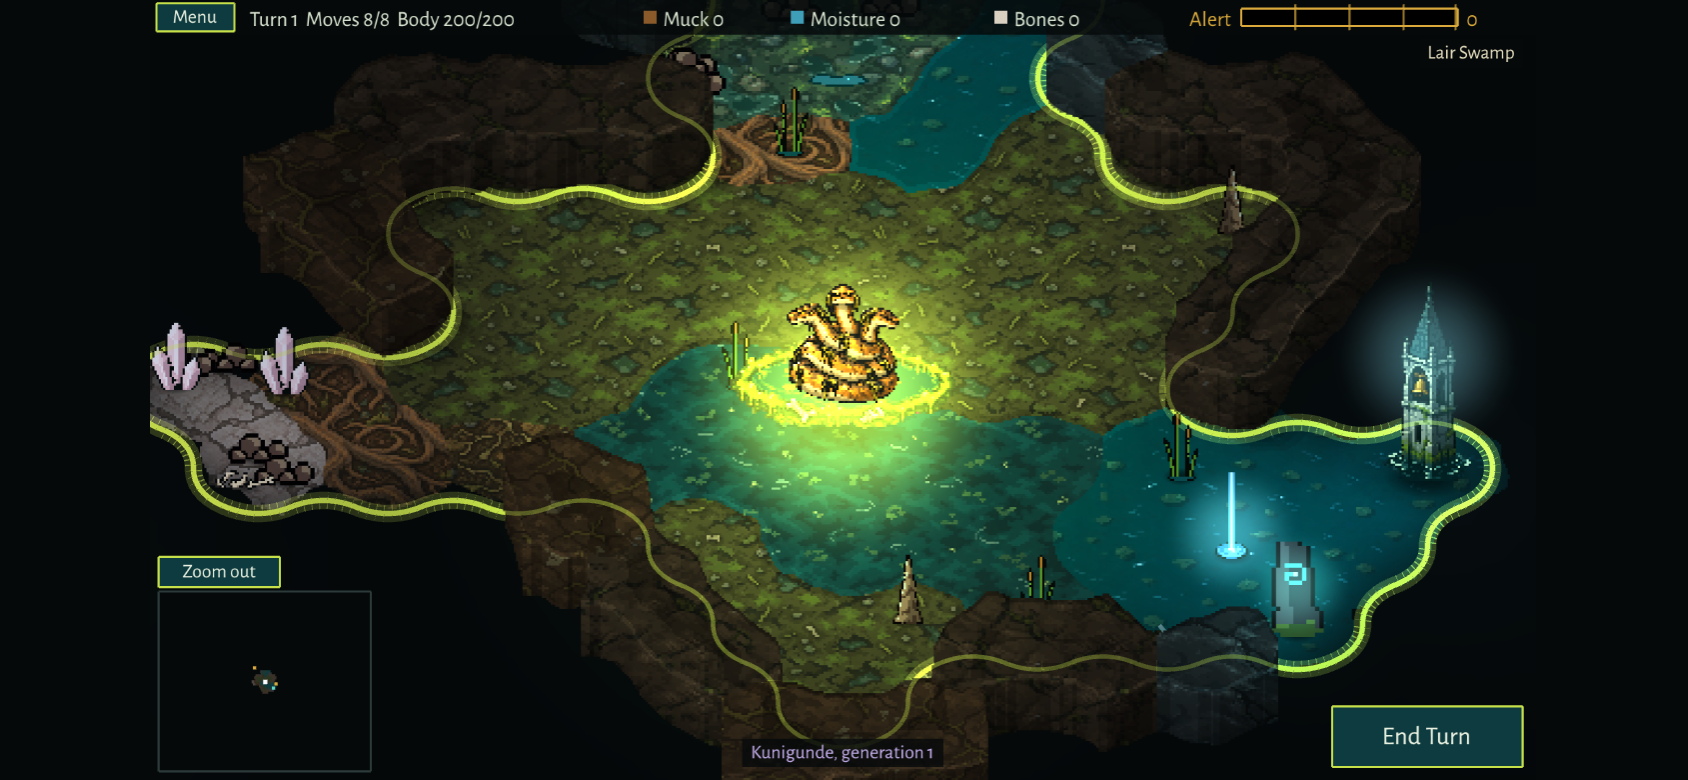 Menu
Turn 1 Moves 8/8 Body 200/200
Muck 0
Moisture 0
Bones 0
Alert 0
Lair Swamp
Zoom out
End Turn
Kunigunde, generation 1